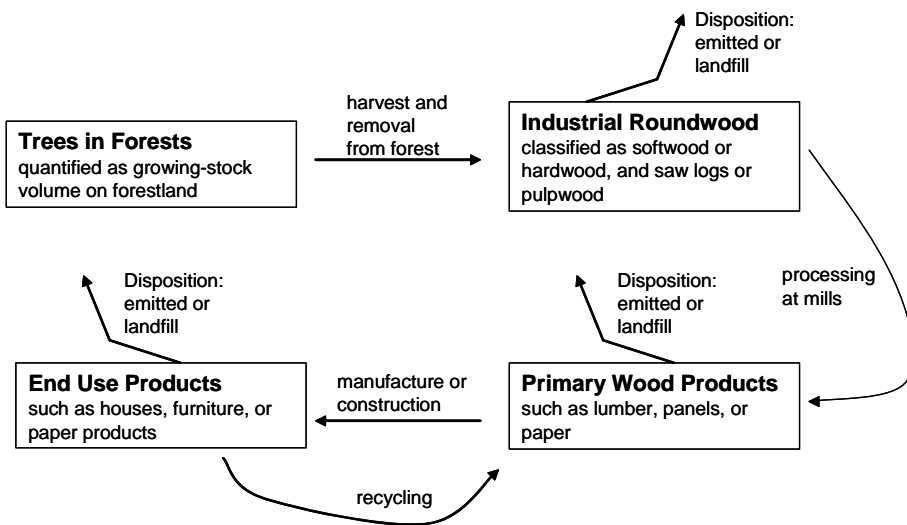 Disposition:
emitted or
landfill
harvest and
removal
from forest
Trees in Forests
quantified as growing-stock
volume on forestland
Industrial Roundwood
classified as softwood or
hardwood, and saw logs or
pulpwood
Disposition:
emitted or
landfill
Disposition:
emitted or
landfill
processing
at mills
End Use Products
such as houses, furniture, or
paper products
manufacture or
construction
Primary Wood Products
such as lumber, panels, or
paper
recycling